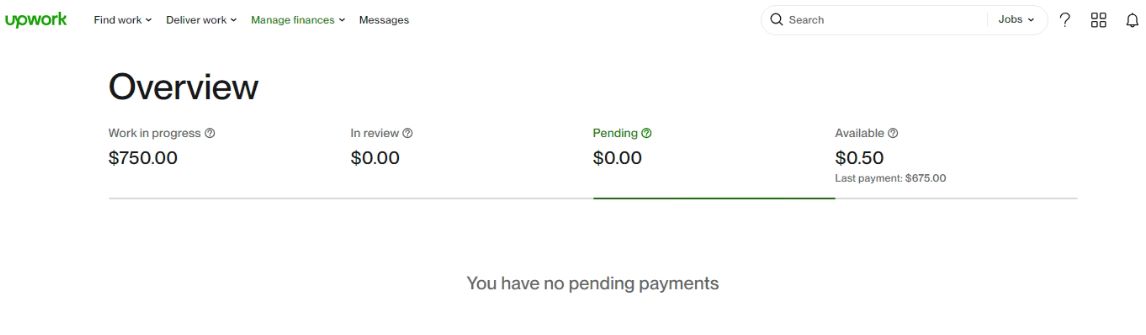 upwork Find work Deliver work Manage finances Messages Search Jobs
Overview
Work in progress In review Pending Available
$750.00 $0.00 $0.00 $0.50
Last payment: $675.00
You have no pending payments